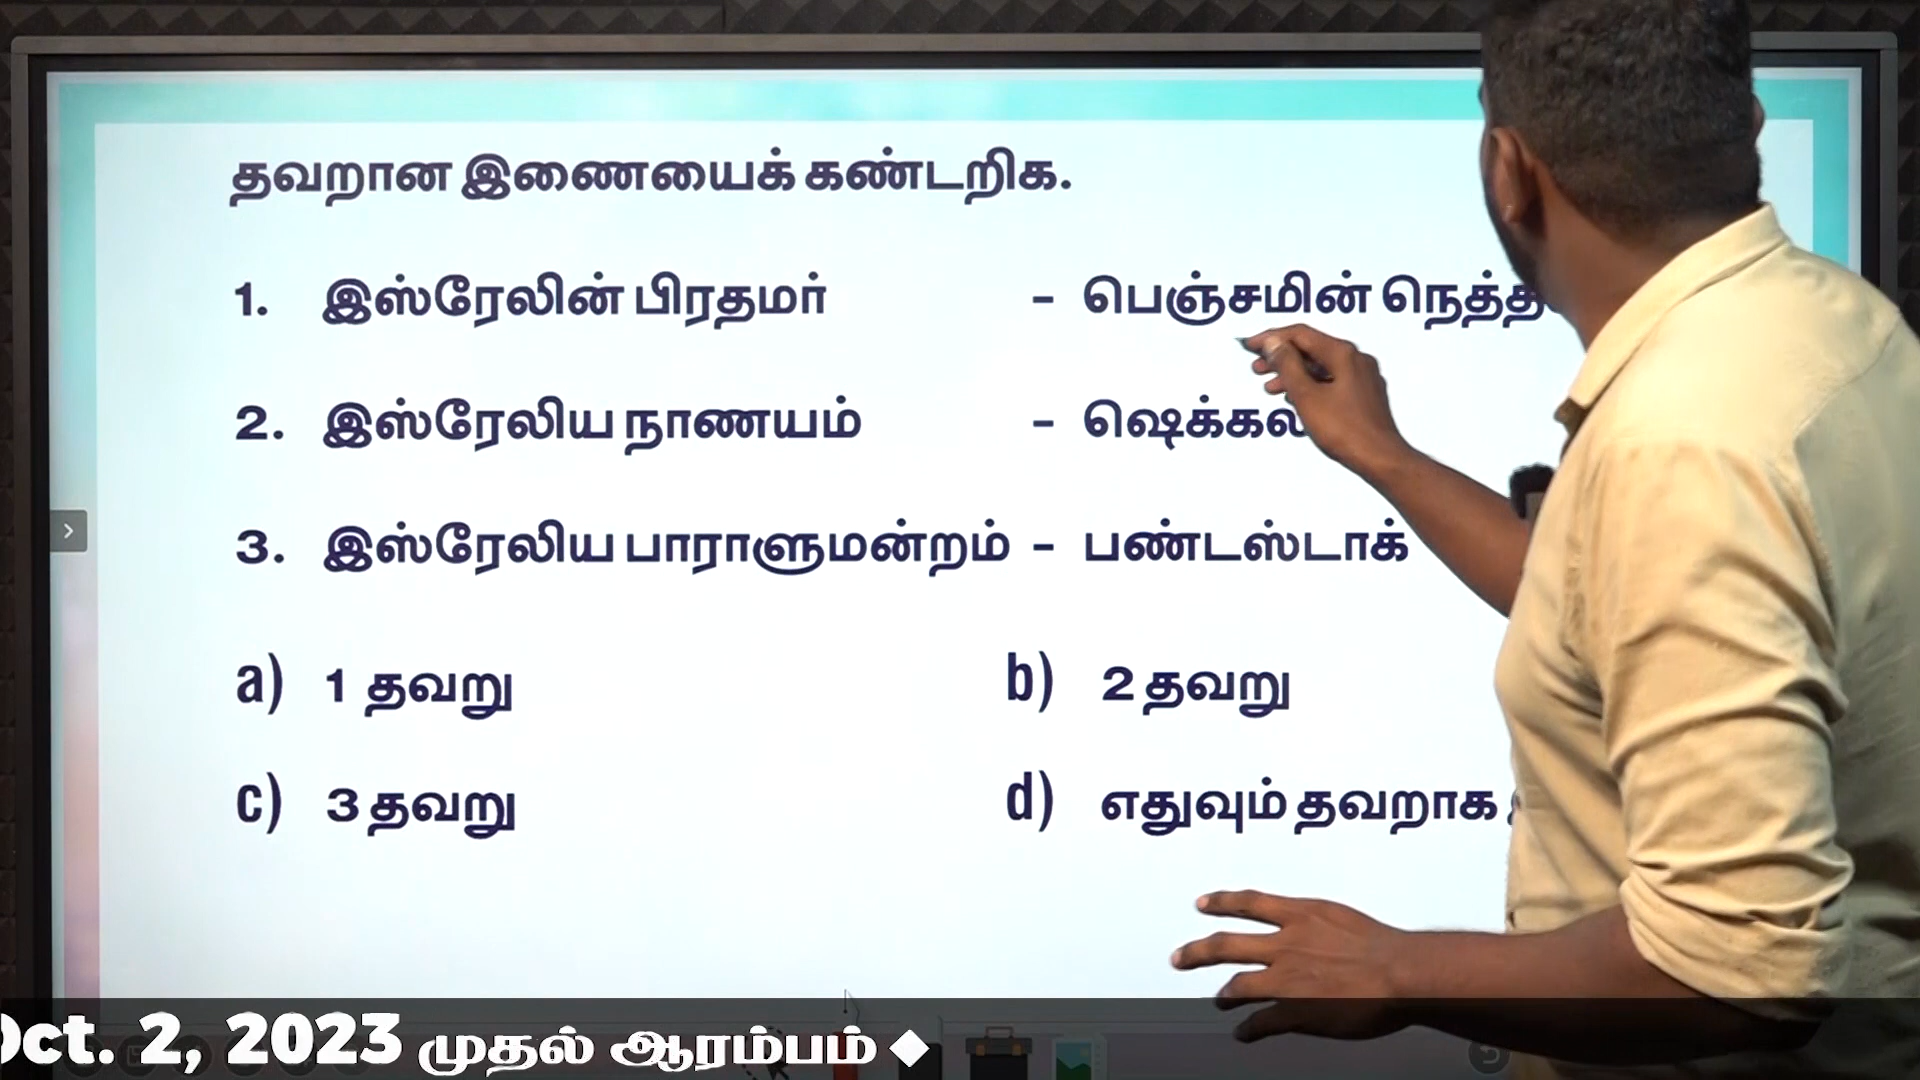 தவறான இணையைக் கண்டறிக.
1. இஸ்ரேலின் பிரதமர் - பெஞ்சமின்
2. இஸ்ரேலிய நாணயம் - ஷெக்கல்
3. இஸ்ரேலிய பாராளுமன்றம் - பண்டஸ்டாக்
a) 1 தவறு b) 2 தவறு
c) 3 தவறு d) எதுவும் தவறாக
Oct. 2, 2023 முதல் ஆரம்பம் ◆